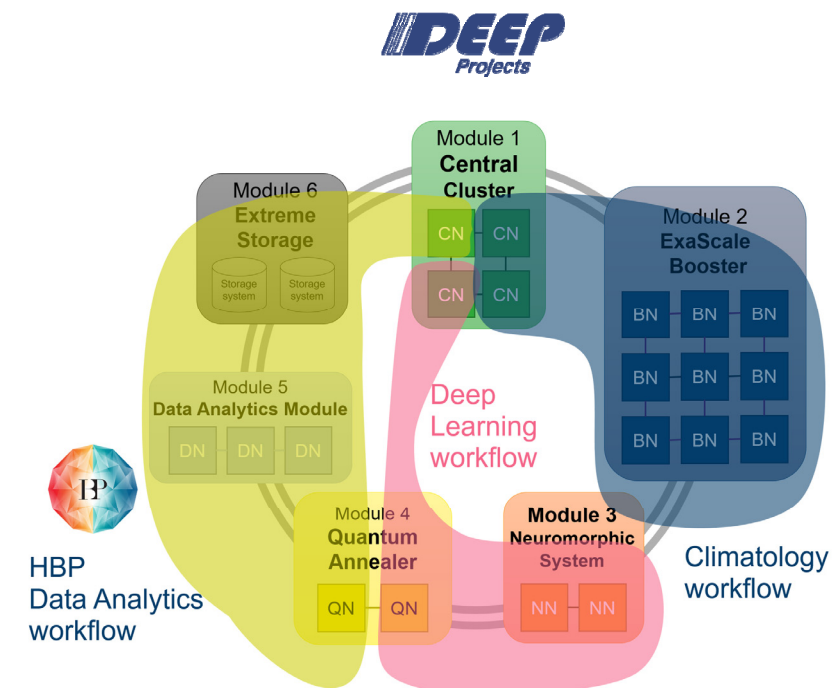 DEEP
Projects
Module 1
Central
Cluster
CN CN
CN CN
Module 2
ExaScale
Booster
BN BN BN
BN BN BN
BN BN BN
Module 6
Extreme
Storage
Storage
system
Storage
system
Module 5
Data Analytics Module
DN DN DN
Deep
Learning
workflow
Module 4
Quantum
Annealer
QN QN
Module 3
Neuromorphic
System
NN NN
Climatology
workflow
HBP
HBP
Data Analytics
workflow